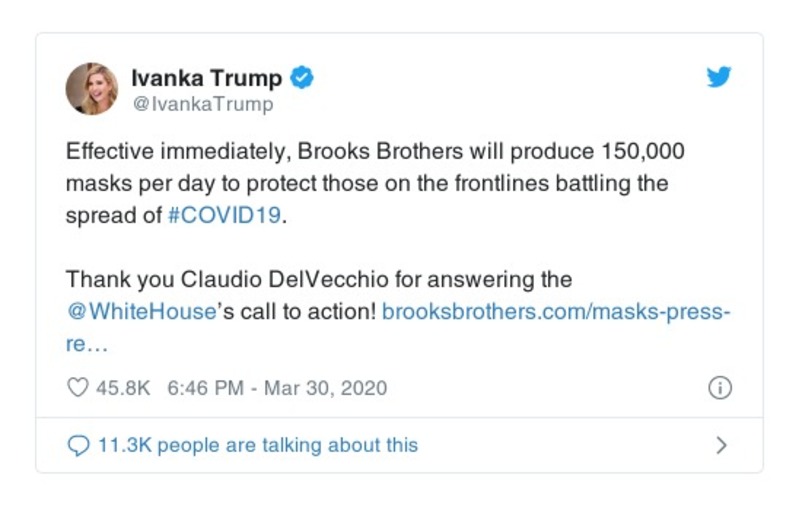 Ivanka Trump
@IvankaTrump
Effective immediately, Brooks Brothers will produce 150,000
masks per day to protect those on the frontlines battling the
spread of #COVID19.
Thank you Claudio DelVecchio for answering the
@WhiteHouse's call to action! brooksbrothers.com/masks-press-
re…
45.8K 6:46 PM - Mar 30, 2020
11.3K people are talking about this